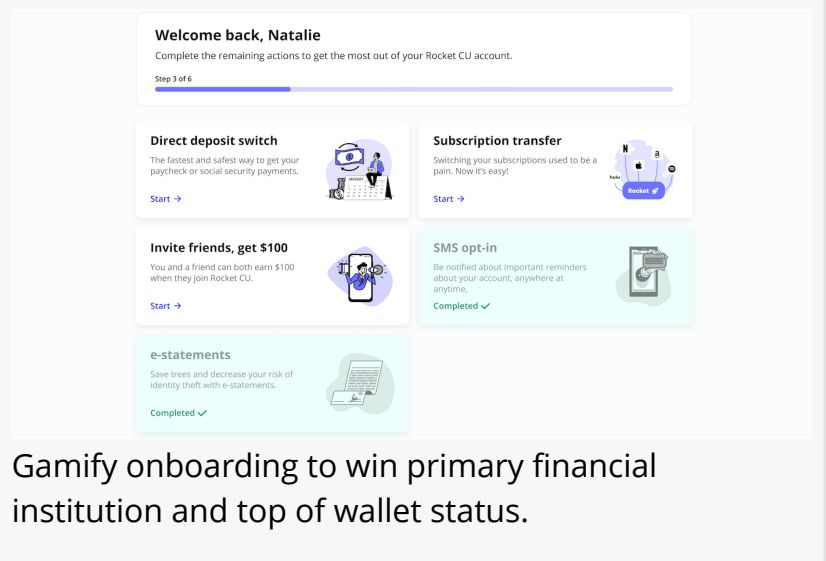 Welcome back, Natalie
Complete the remaining actions to get the most out of your Rocket CU account.
Step 3 of 6
Direct deposit switch
The fastest and safest way to get your
paycheck or social security payments.
Start →
JANUARY
Subscription transfer
Switching your subscriptions used to be a
pain. Now it's easy!
Start →
N
a
hulu
Rocket
Invite friends, get $100
You and a friend can both earn $100
when they join Rocket CU.
Start →
SMS opt-in
Be notified about important reminders
about your account, anywhere at
anytime.
Completed ✓
e-statements
Save trees and decrease your risk of
identity theft with e-statements.
Completed ✓
Gamify onboarding to win primary financial
institution and top of wallet status.